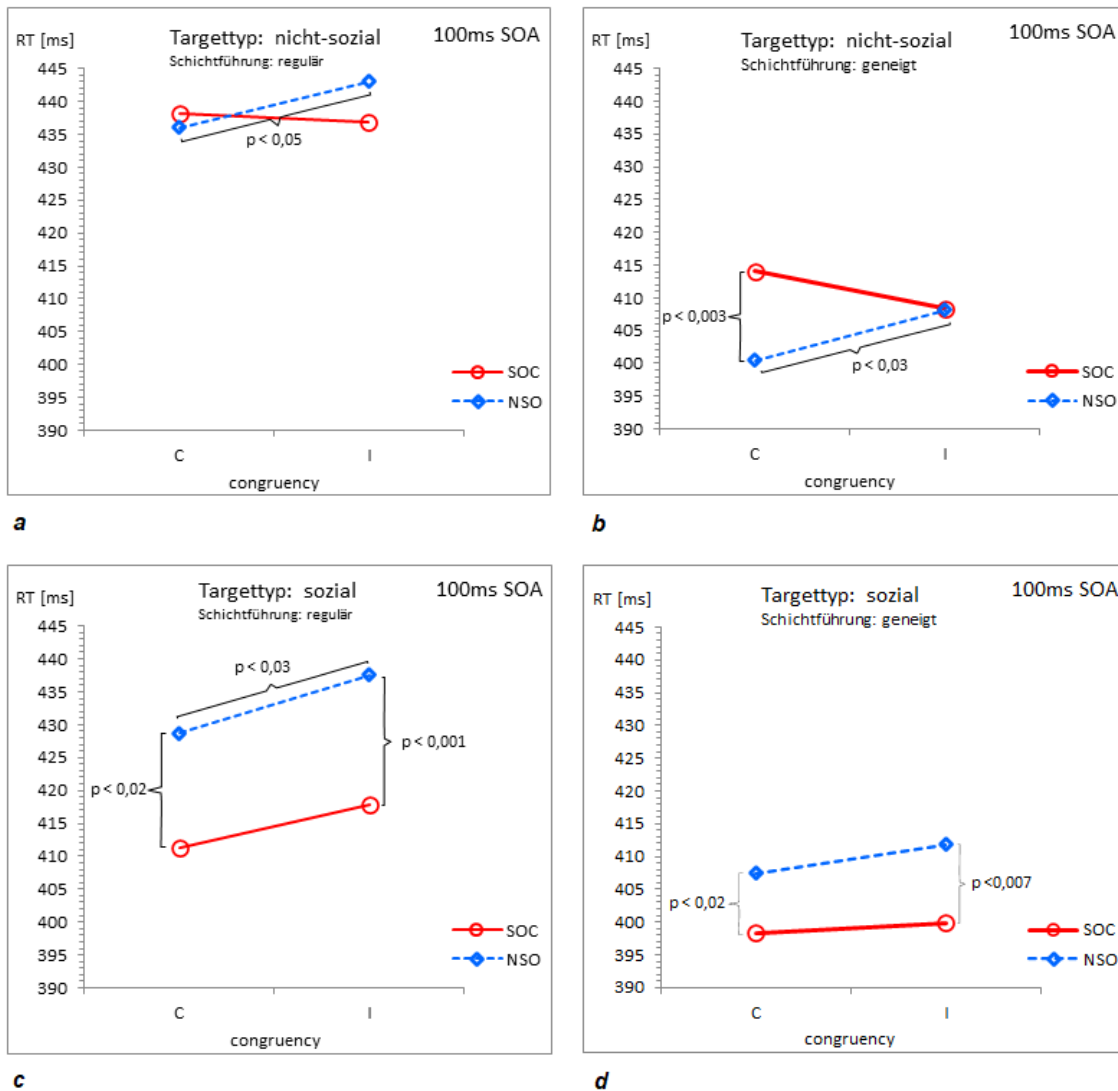 RT [ms]
Targettyp: nicht-sozial
100ms SOA
Schichtführung: regulär
445
440
435
430
425
420
415
410
405
400
395
390
p < 0,05
SOC
NSO
C
I
congruency
a
RT [ms]
Targettyp: nicht-sozial
100ms SOA
Schichtführung: geneigt
445
440
435
430
425
420
415
410
405
400
395
390
p < 0,003
p < 0,03
SOC
NSO
C
I
congruency
b
RT [ms]
Targettyp: sozial
100ms SOA
Schichtführung: regulär
445
440
435
430
425
420
415
410
405
400
395
390
p < 0,03
p < 0,001
p < 0,02
SOC
NSO
C
I
congruency
c
RT [ms]
Targettyp: sozial
100ms SOA
Schichtführung: geneigt
445
440
435
430
425
420
415
410
405
400
395
390
p < 0,02
p <0,007
SOC
NSO
C
I
congruency
d